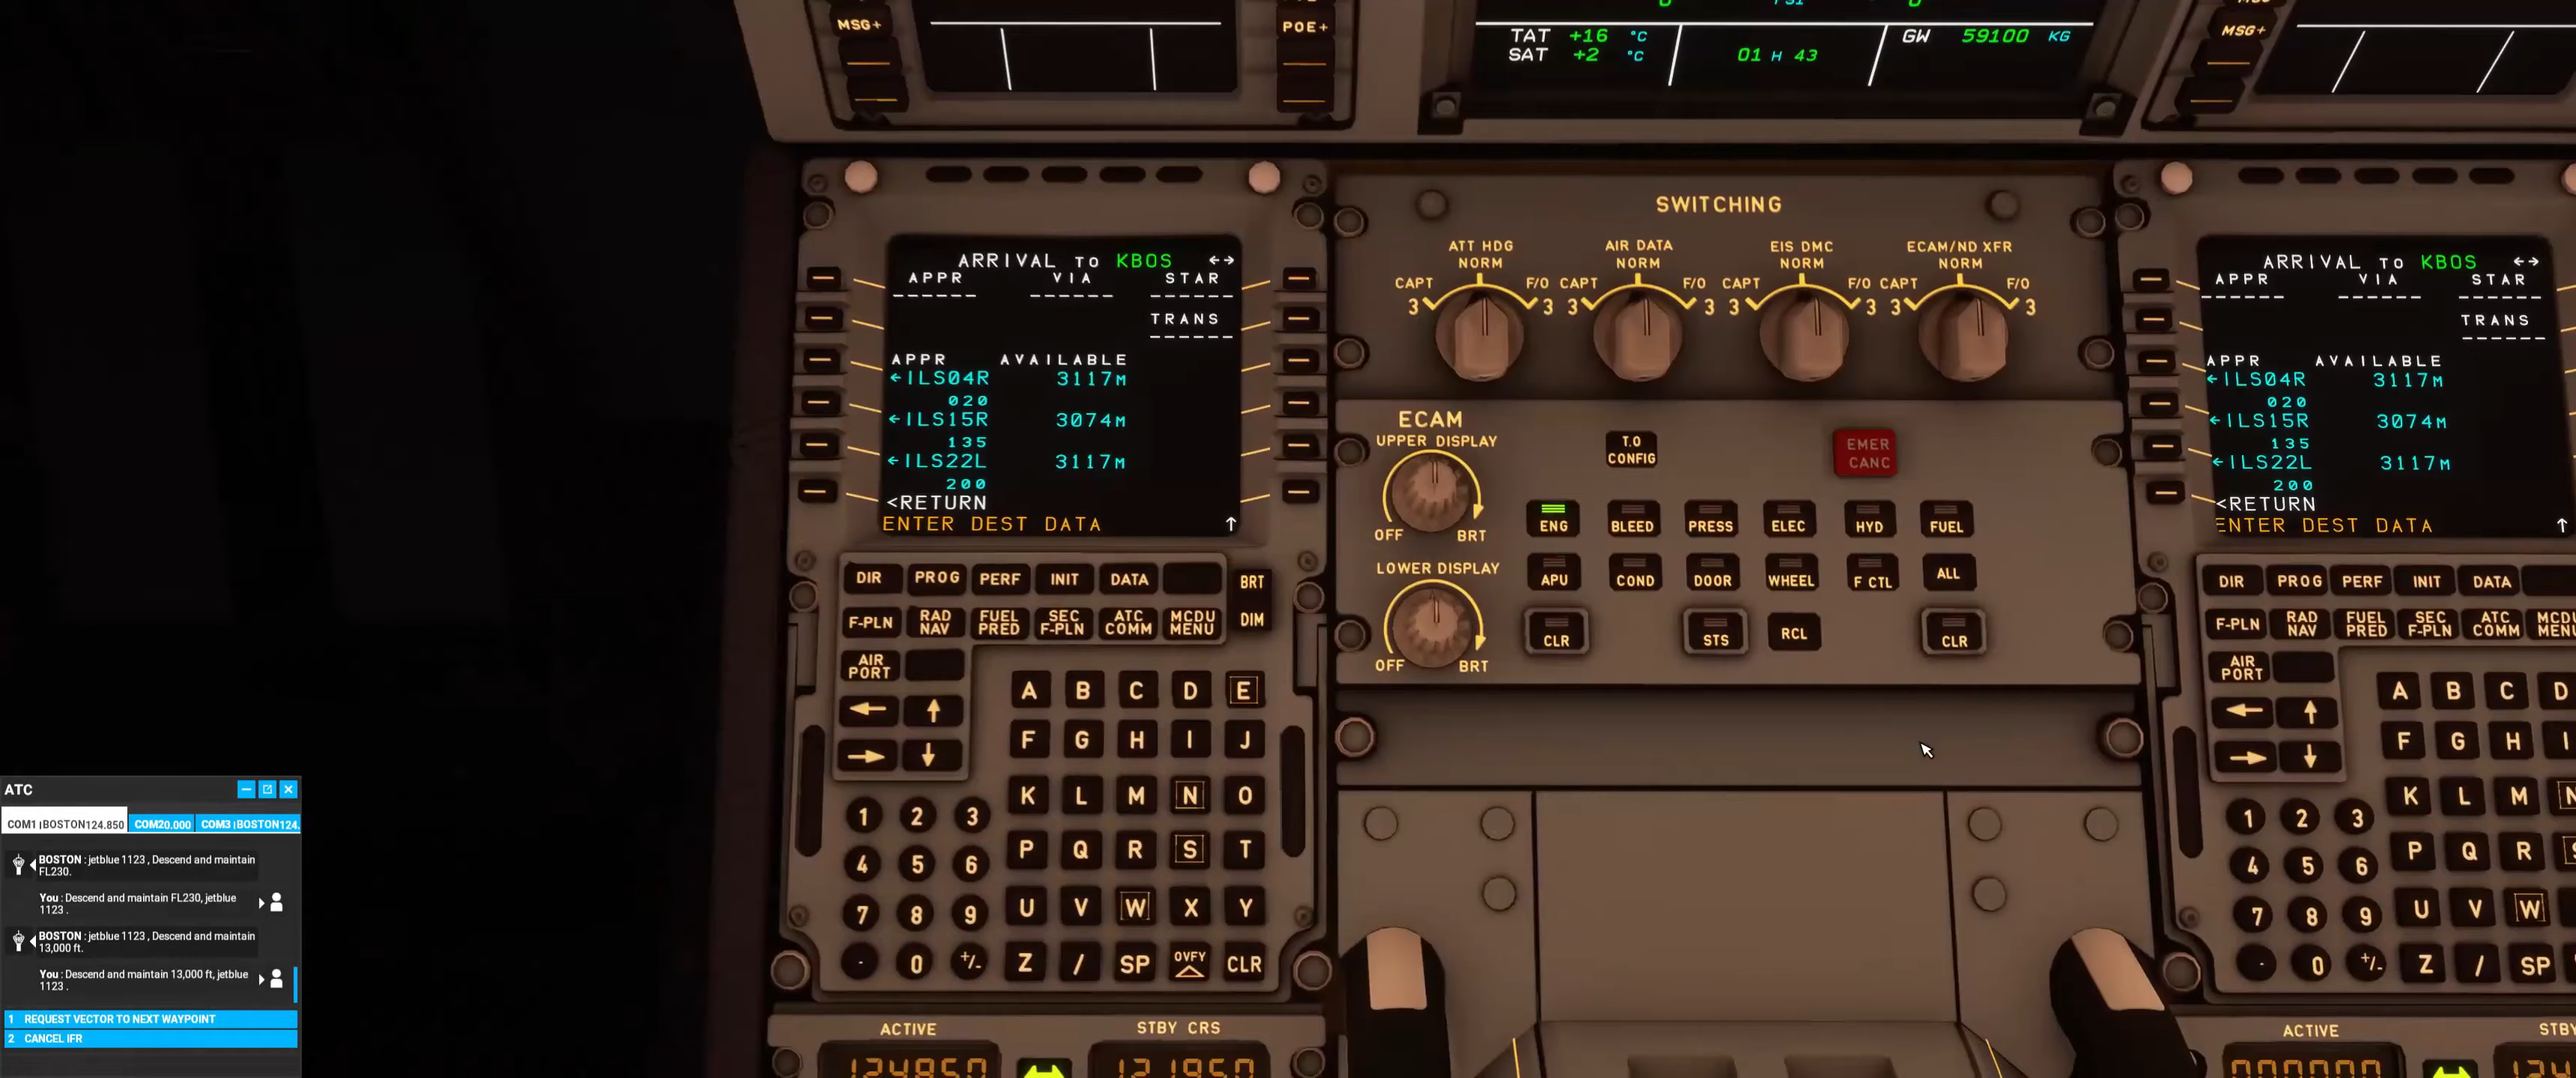 MSG+
POE+
TAT +16 °C
SAT +2 °C
01 H 43
GW 59100 KG
MSG+
ARRIVAL TO KBOS ↔
APPR VIA STAR
------ ------ ------
TRANS
------
APPR AVAILABLE
←ILS04R 3117M
020
←ILS15R 3074M
135
←ILS22L 3117M
200
<RETURN
ENTER DEST DATA ↑
DIR PROG PERF INIT DATA
BRT
F-PLN RAD NAV FUEL PRED SEC F-PLN ATC COMM MCDU MENU
DIM
AIR PORT
← ↑
→ ↓
A B C D E
F G H I J
K L M N O
P Q R S T
U V W X Y
Z / SP OVFY CLR
1 2 3
4 5 6
7 8 9
. 0 +/-
ACTIVE STBY CRS
124850 121950
SWITCHING
ATT HDG
NORM
CAPT F/O
3 3
AIR DATA
NORM
CAPT F/O
3 3
EIS DMC
NORM
CAPT F/O
3 3
ECAM/ND XFR
NORM
CAPT F/O
3 3
ECAM
UPPER DISPLAY
OFF BRT
T.O
CONFIG
EMER
CANC
ENG BLEED PRESS ELEC HYD FUEL
LOWER DISPLAY
OFF BRT
APU COND DOOR WHEEL F CTL ALL
CLR STS RCL CLR
ARRIVAL TO KBOS ↔
APPR VIA STAR
------ ------ ------
TRANS
------
APPR AVAILABLE
←ILS04R 3117M
020
←ILS15R 3074M
135
←ILS22L 3117M
200
<RETURN
ENTER DEST DATA ↑
DIR PROG PERF INIT DATA
F-PLN RAD NAV FUEL PRED SEC F-PLN ATC COMM
AIR PORT
← ↑
→ ↓
A B C D
F G H I
K L M N
P Q R
U V W
Z / SP
1 2 3
4 5 6
7 8 9
. 0 +/-
ACTIVE
000000
ATC
COM1 |BOSTON124.850 COM20.000 COM3 |BOSTON124.
BOSTON : jetblue 1123 , Descend and maintain
FL230.
You : Descend and maintain FL230, jetblue
1123 .
BOSTON : jetblue 1123 , Descend and maintain
13,000 ft.
You : Descend and maintain 13,000 ft, jetblue
1123 .
1 REQUEST VECTOR TO NEXT WAYPOINT
2 CANCEL IFR